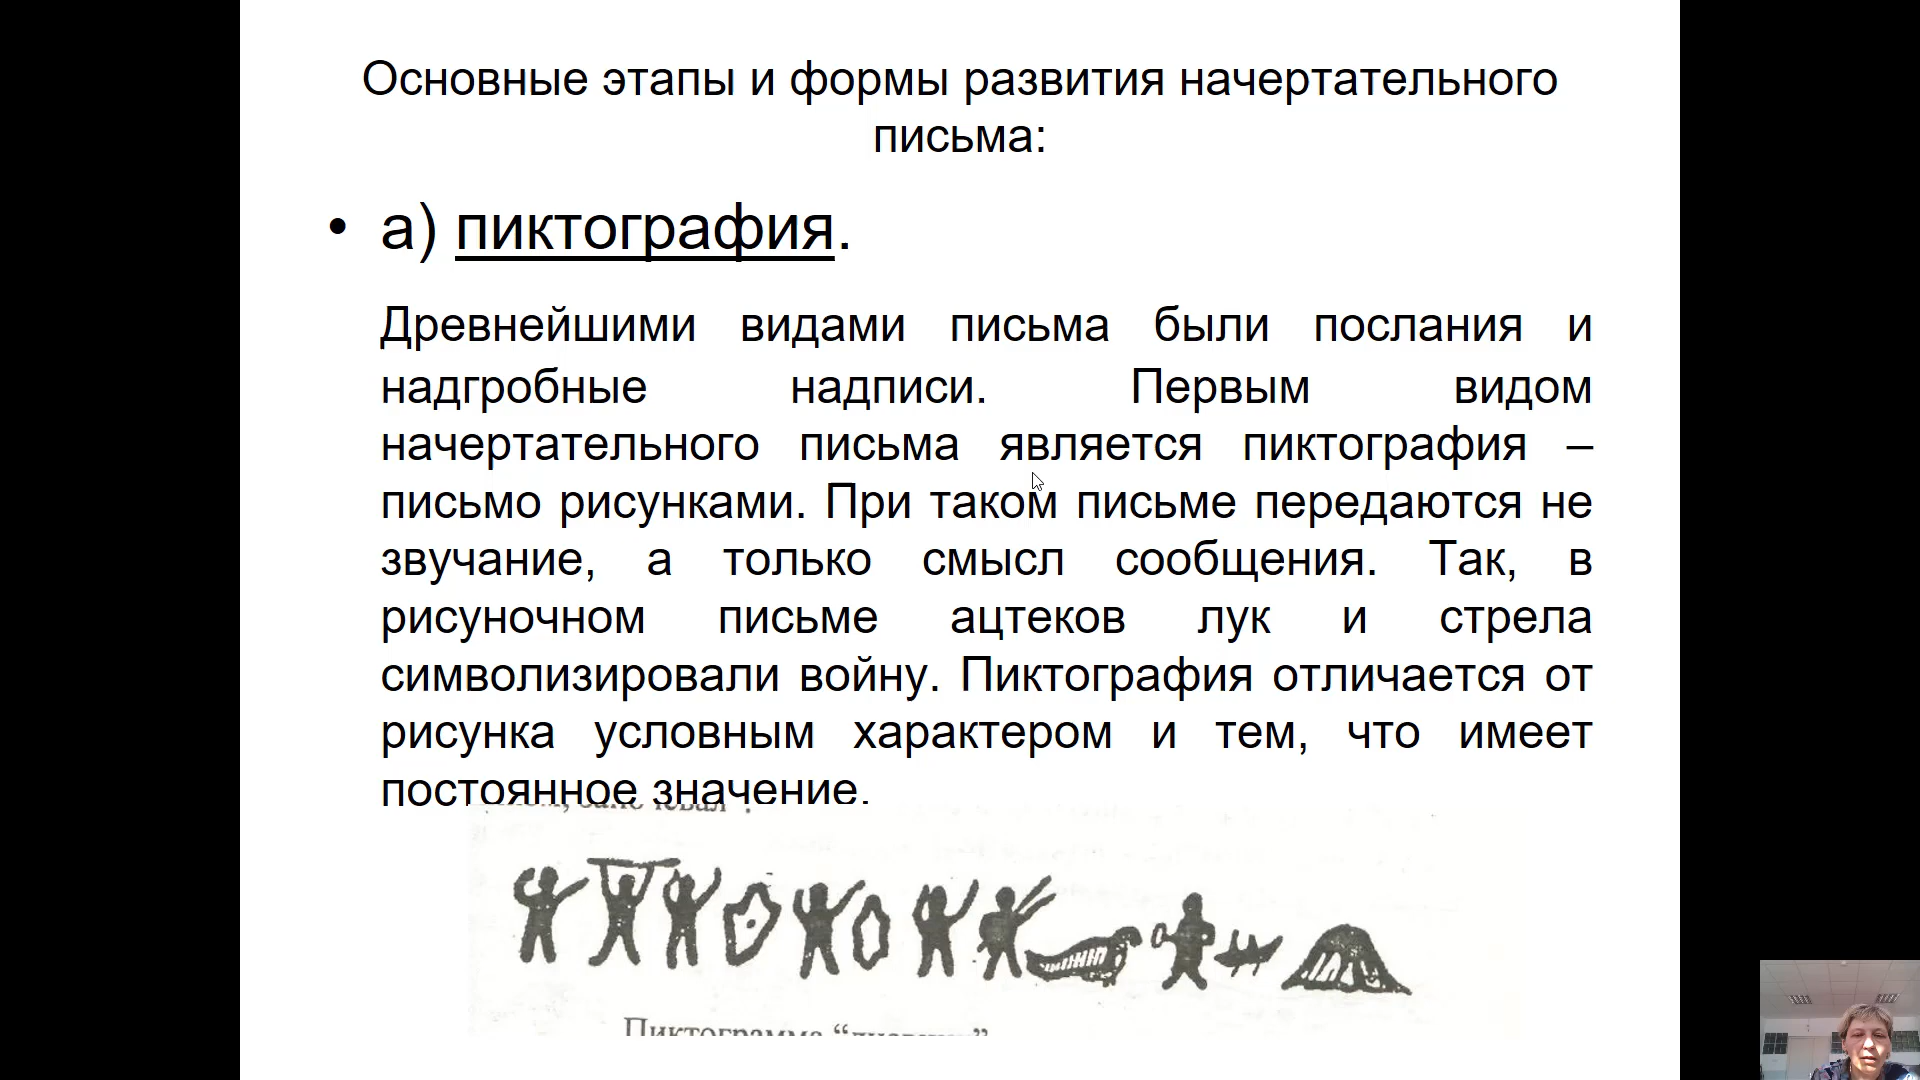 Основные этапы и формы развития начертательного
письма:
• а) пиктография.
Древнейшими видами письма были послания и
надгробные надписи. Первым видом
начертательного письма является пиктография –
письмо рисунками. При таком письме передаются не
звучание, а только смысл сообщения. Так, в
рисуночном письме ацтеков лук и стрела
символизировали войну. Пиктография отличается от
рисунка условным характером и тем, что имеет
постоянное значение.
Пиктограмма